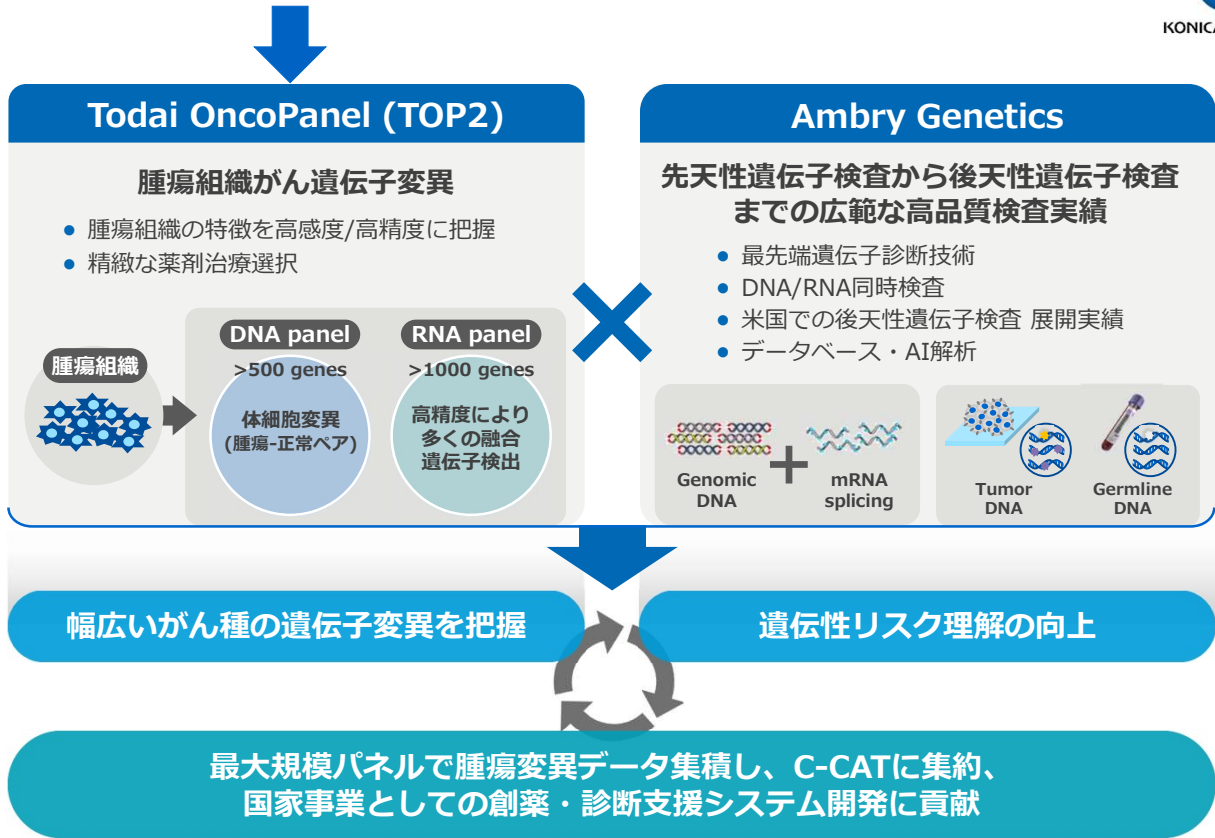 Todai OncoPanel (TOP2)
腫瘍組織がん遺伝子変異
● 腫瘍組織の特徴を高感度/高精度に把握
● 精緻な薬剤治療選択
腫瘍組織
DNA panel
>500 genes
体細胞変異
(腫瘍-正常ペア)
RNA panel
>1000 genes
高精度により
多くの融合
遺伝子検出
Ambry Genetics
先天性遺伝子検査から後天性遺伝子検査
までの広範な高品質検査実績
● 最先端遺伝子診断技術
● DNA/RNA同時検査
● 米国での後天性遺伝子検査 展開実績
● データベース・AI解析
Genomic
DNA
mRNA
splicing
Tumor
DNA
Germline
DNA
幅広いがん種の遺伝子変異を把握
遺伝性リスク理解の向上
最大規模パネルで腫瘍変異データ集積し、C-CATに集約、
国家事業としての創薬・診断支援システム開発に貢献